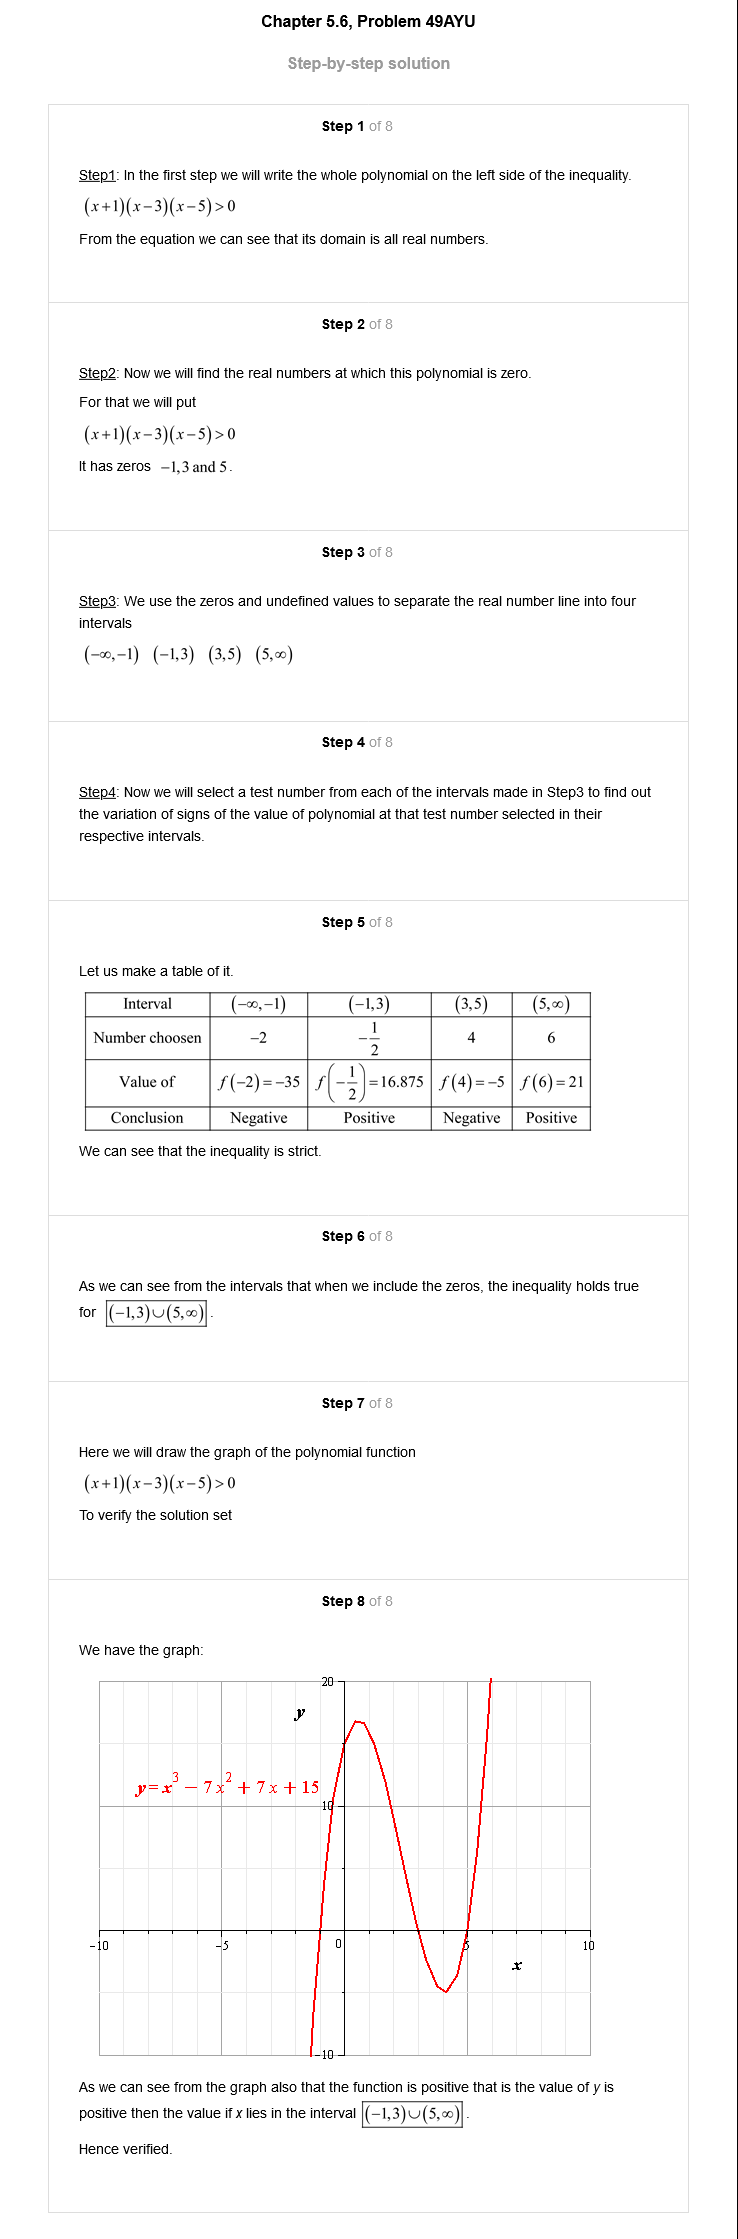 Chapter 5.6, Problem 49AYU
Step-by-step solution
Step 1 of 8
Step1: In the first step we will write the whole polynomial on the left side of the inequality.
(x+1)(x−3)(x−5)>0
From the equation we can see that its domain is all real numbers.
Step 2 of 8
Step2: Now we will find the real numbers at which this polynomial is zero.
For that we will put
(x+1)(x−3)(x−5)>0
It has zeros −1,3 and 5.
Step 3 of 8
Step3: We use the zeros and undefined values to separate the real number line into four
intervals
(−∞,−1) (−1,3) (3,5) (5,∞)
Step 4 of 8
Step4: Now we will select a test number from each of the intervals made in Step3 to find out
the variation of signs of the value of polynomial at that test number selected in their
respective intervals.
Step 5 of 8
Let us make a table of it.
Interval (−∞,−1) (−1,3) (3,5) (5,∞)
Number choosen −2 −1/2 4 6
Value of f(−2)=−35 f(−1/2)=16.875 f(4)=−5 f(6)=21
Conclusion Negative Positive Negative Positive
We can see that the inequality is strict.
Step 6 of 8
As we can see from the intervals that when we include the zeros, the inequality holds true
for (−1,3)∪(5,∞).
Step 7 of 8
Here we will draw the graph of the polynomial function
(x+1)(x−3)(x−5)>0
To verify the solution set
Step 8 of 8
We have the graph:
20
y
y=x³ − 7x² + 7x + 15
10
−10 −5 0 5 10
x
−10
As we can see from the graph also that the function is positive that is the value of y is
positive then the value if x lies in the interval (−1,3)∪(5,∞).
Hence verified.